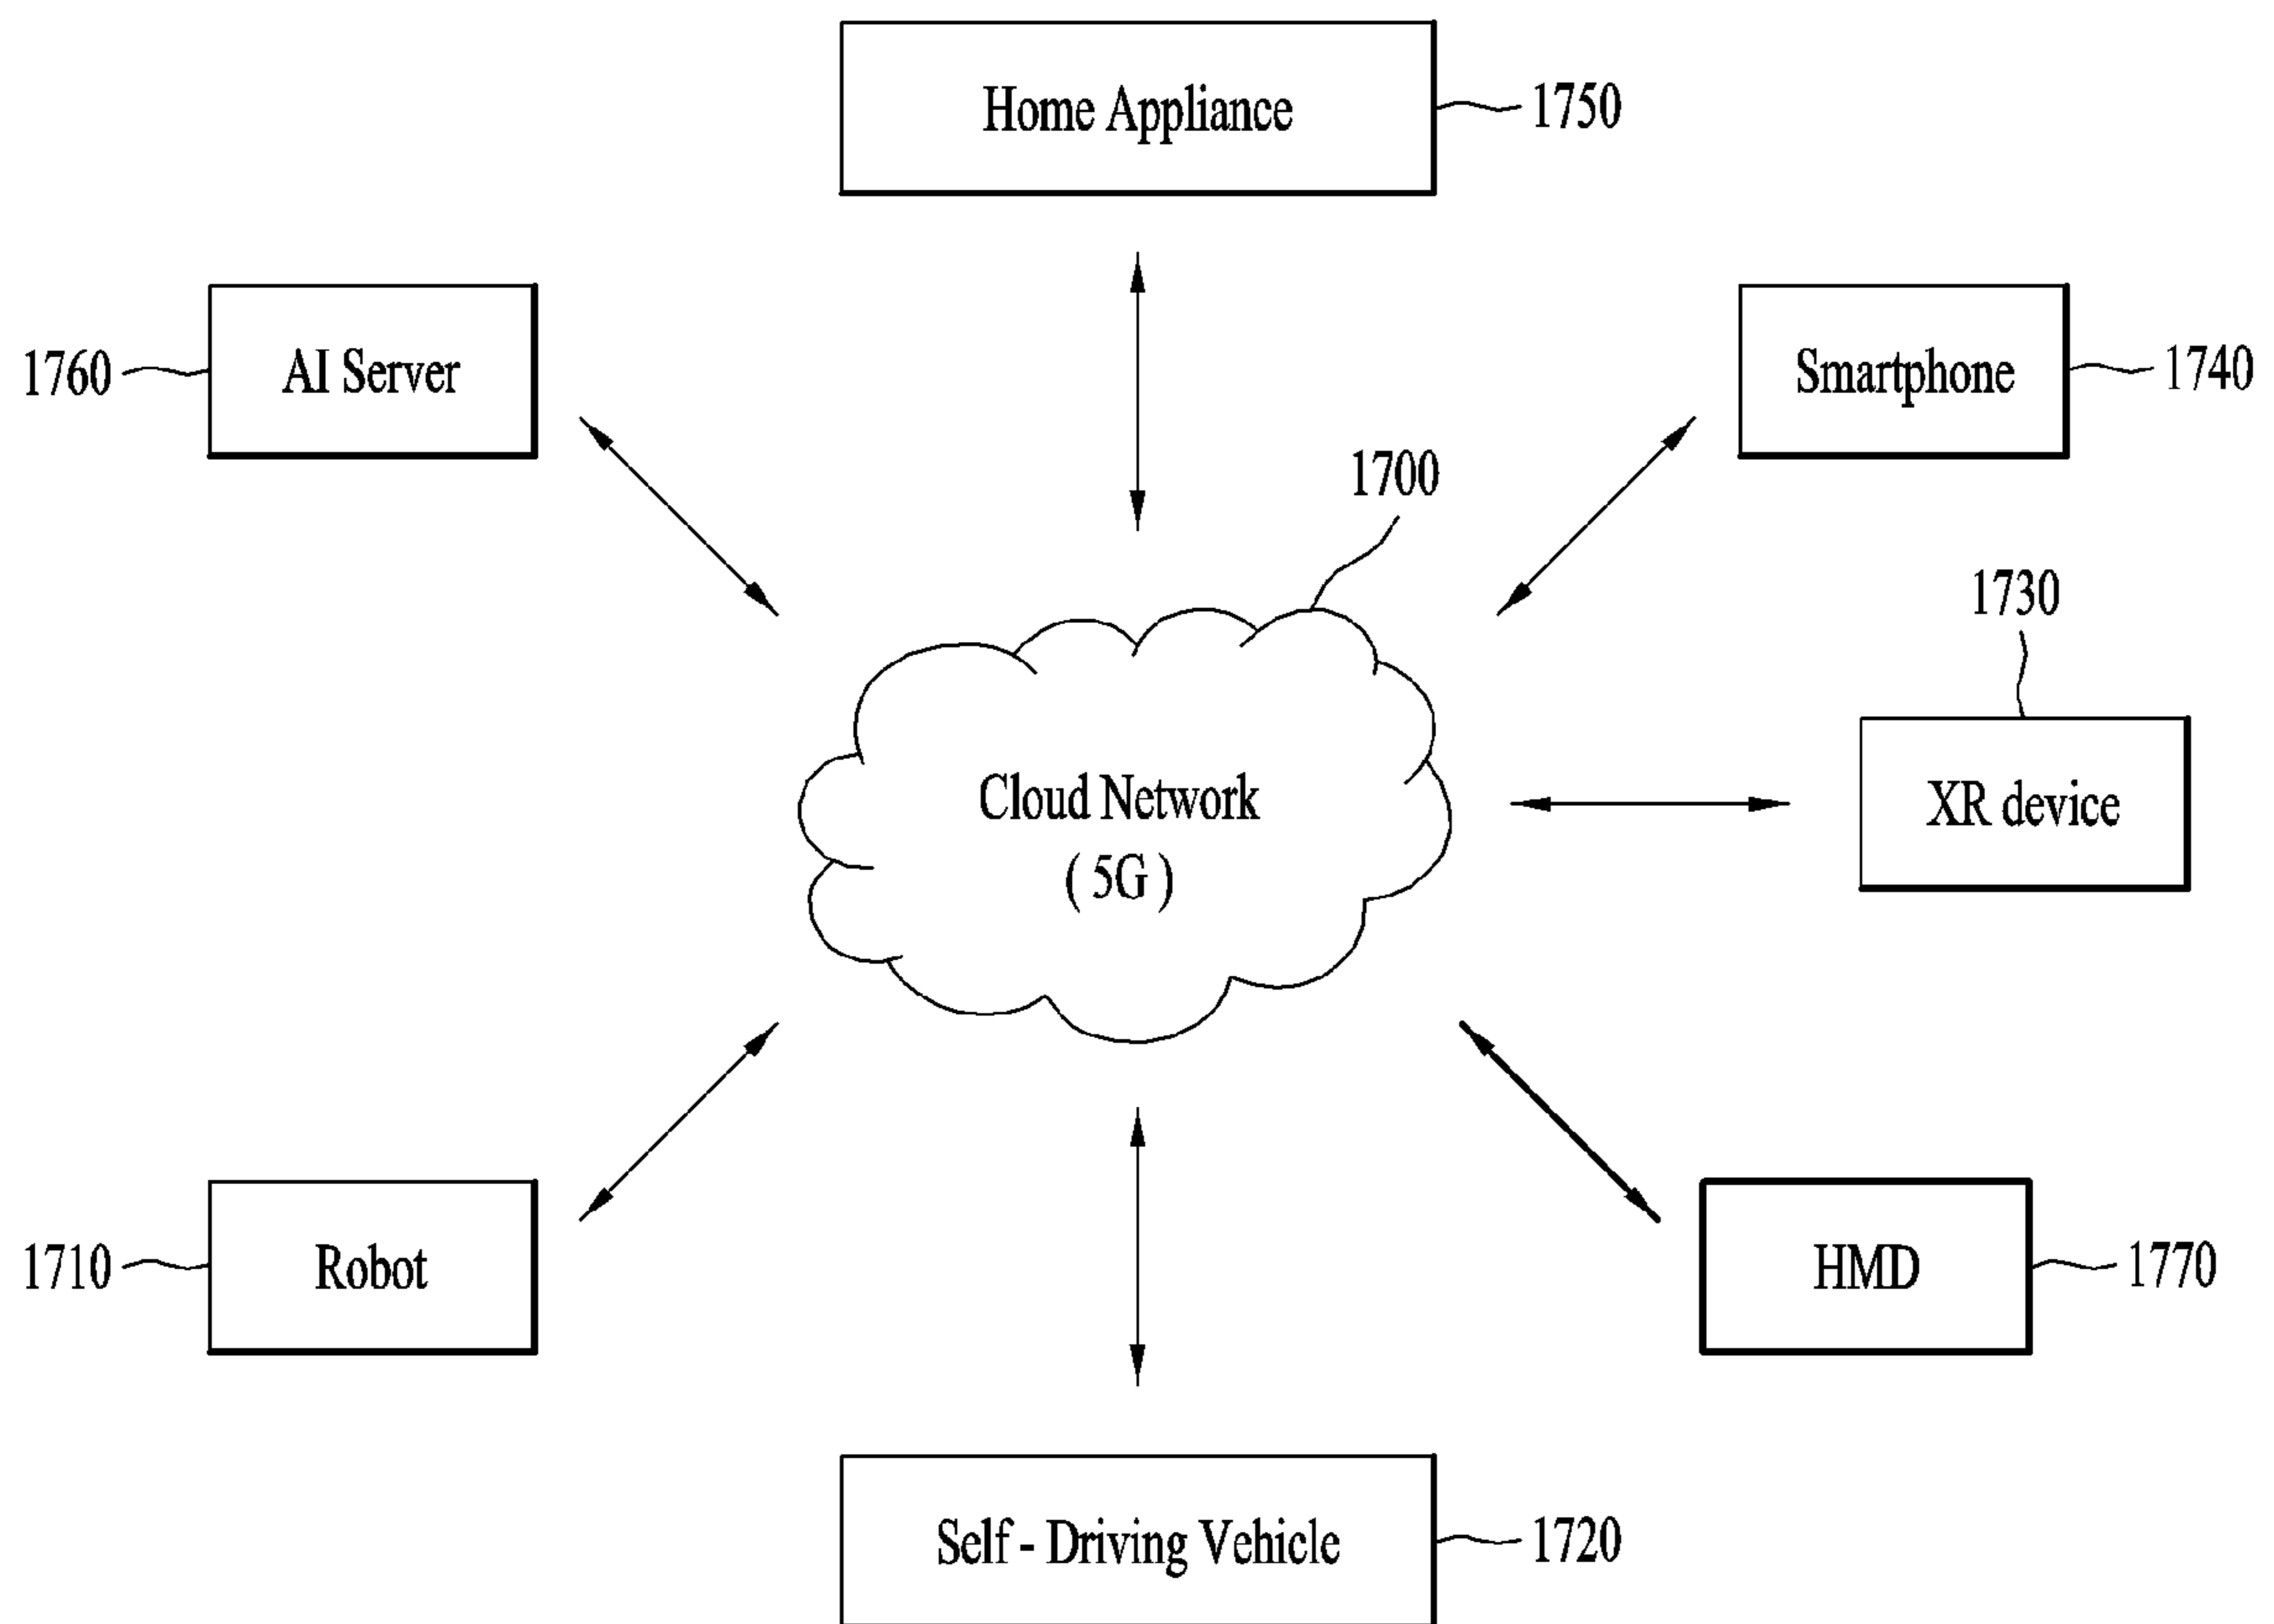 Home Appliance
1750
AI Server
1760
Smartphone
1740
1700
1730
Cloud Network
( 5G )
XR device
Robot
1710
HMD
1770
Self - Driving Vehicle
1720